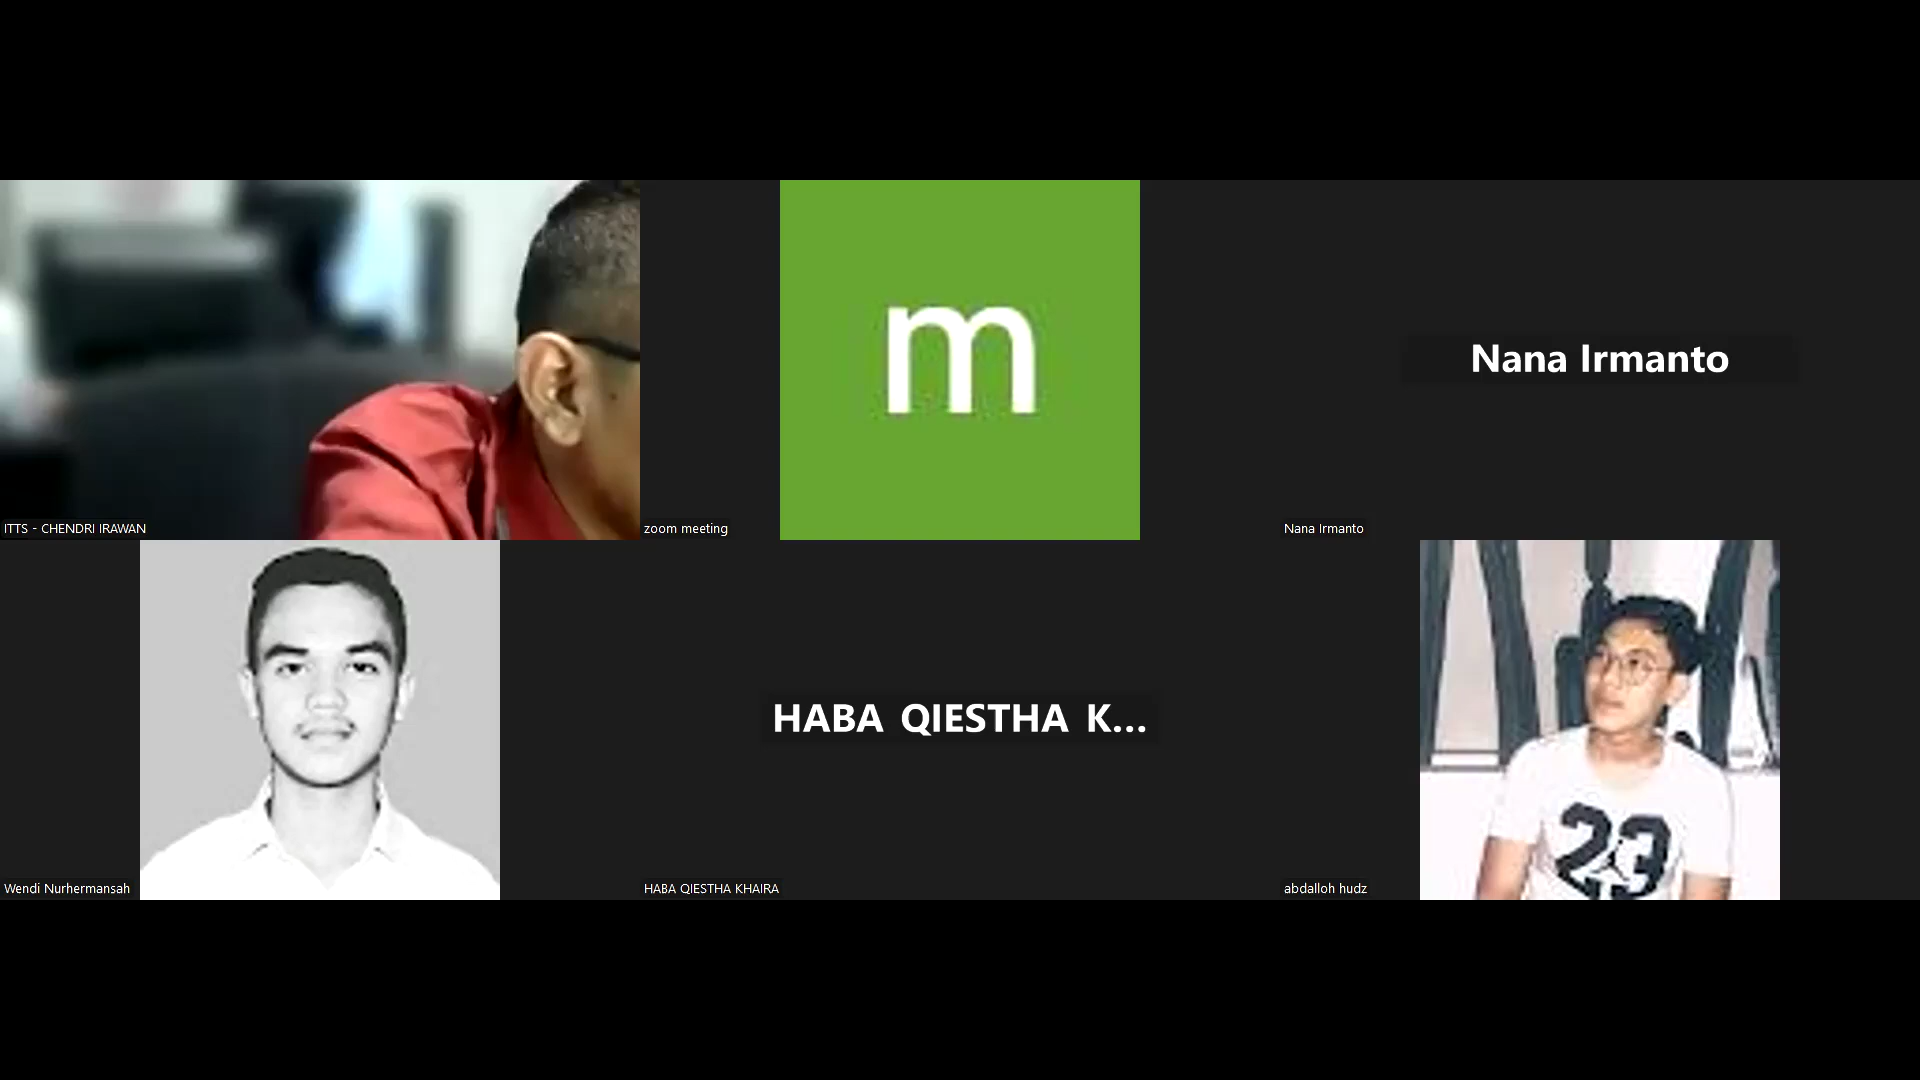 m
Nana Irmanto
ITTS - CHENDRI IRAWAN
zoom meeting
Nana Irmanto
HABA QIESTHA K...
23
Wendi Nurhermansah
HABA QIESTHA KHAIRA
abdalloh hudz